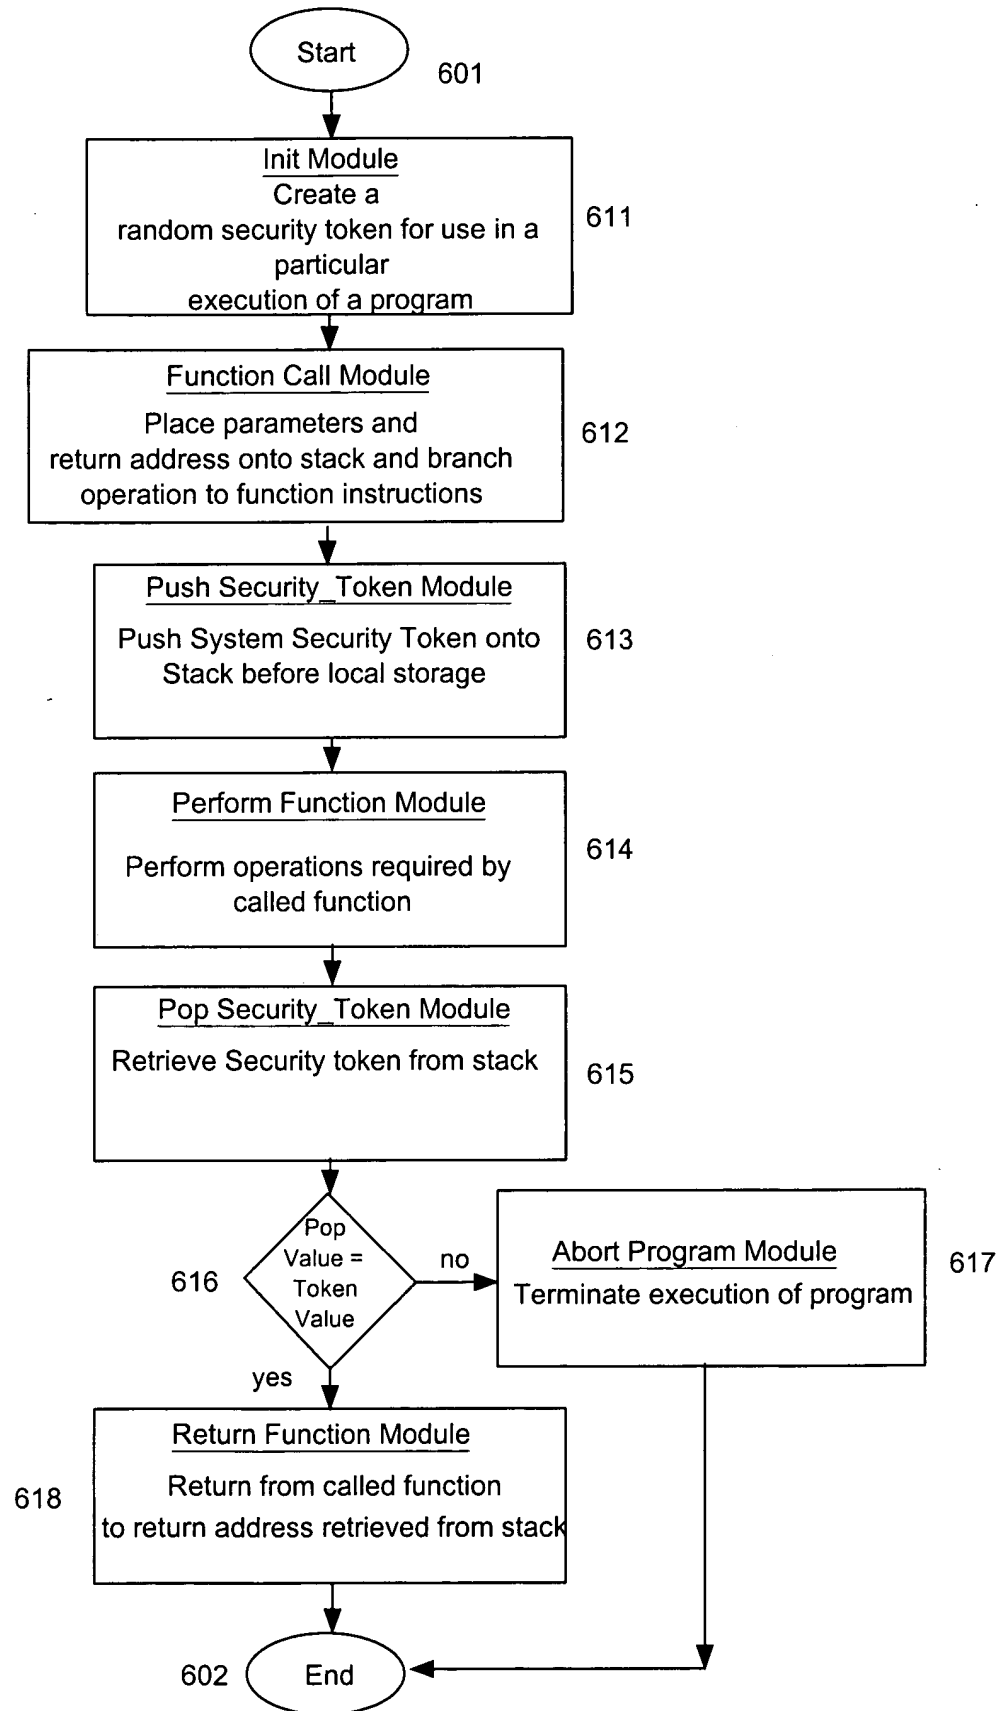 Start
601
Init Module
Create a
random security token for use in a
particular
execution of a program
611
Function Call Module
Place parameters and
return address onto stack and branch
operation to function instructions
612
Push Security_Token Module
Push System Security Token onto
Stack before local storage
613
Perform Function Module
Perform operations required by
called function
614
Pop Security_Token Module
Retrieve Security token from stack
615
Pop
Value =
Token
Value
616
no
Abort Program Module
Terminate execution of program
617
yes
Return Function Module
Return from called function
to return address retrieved from stack
618
602
End